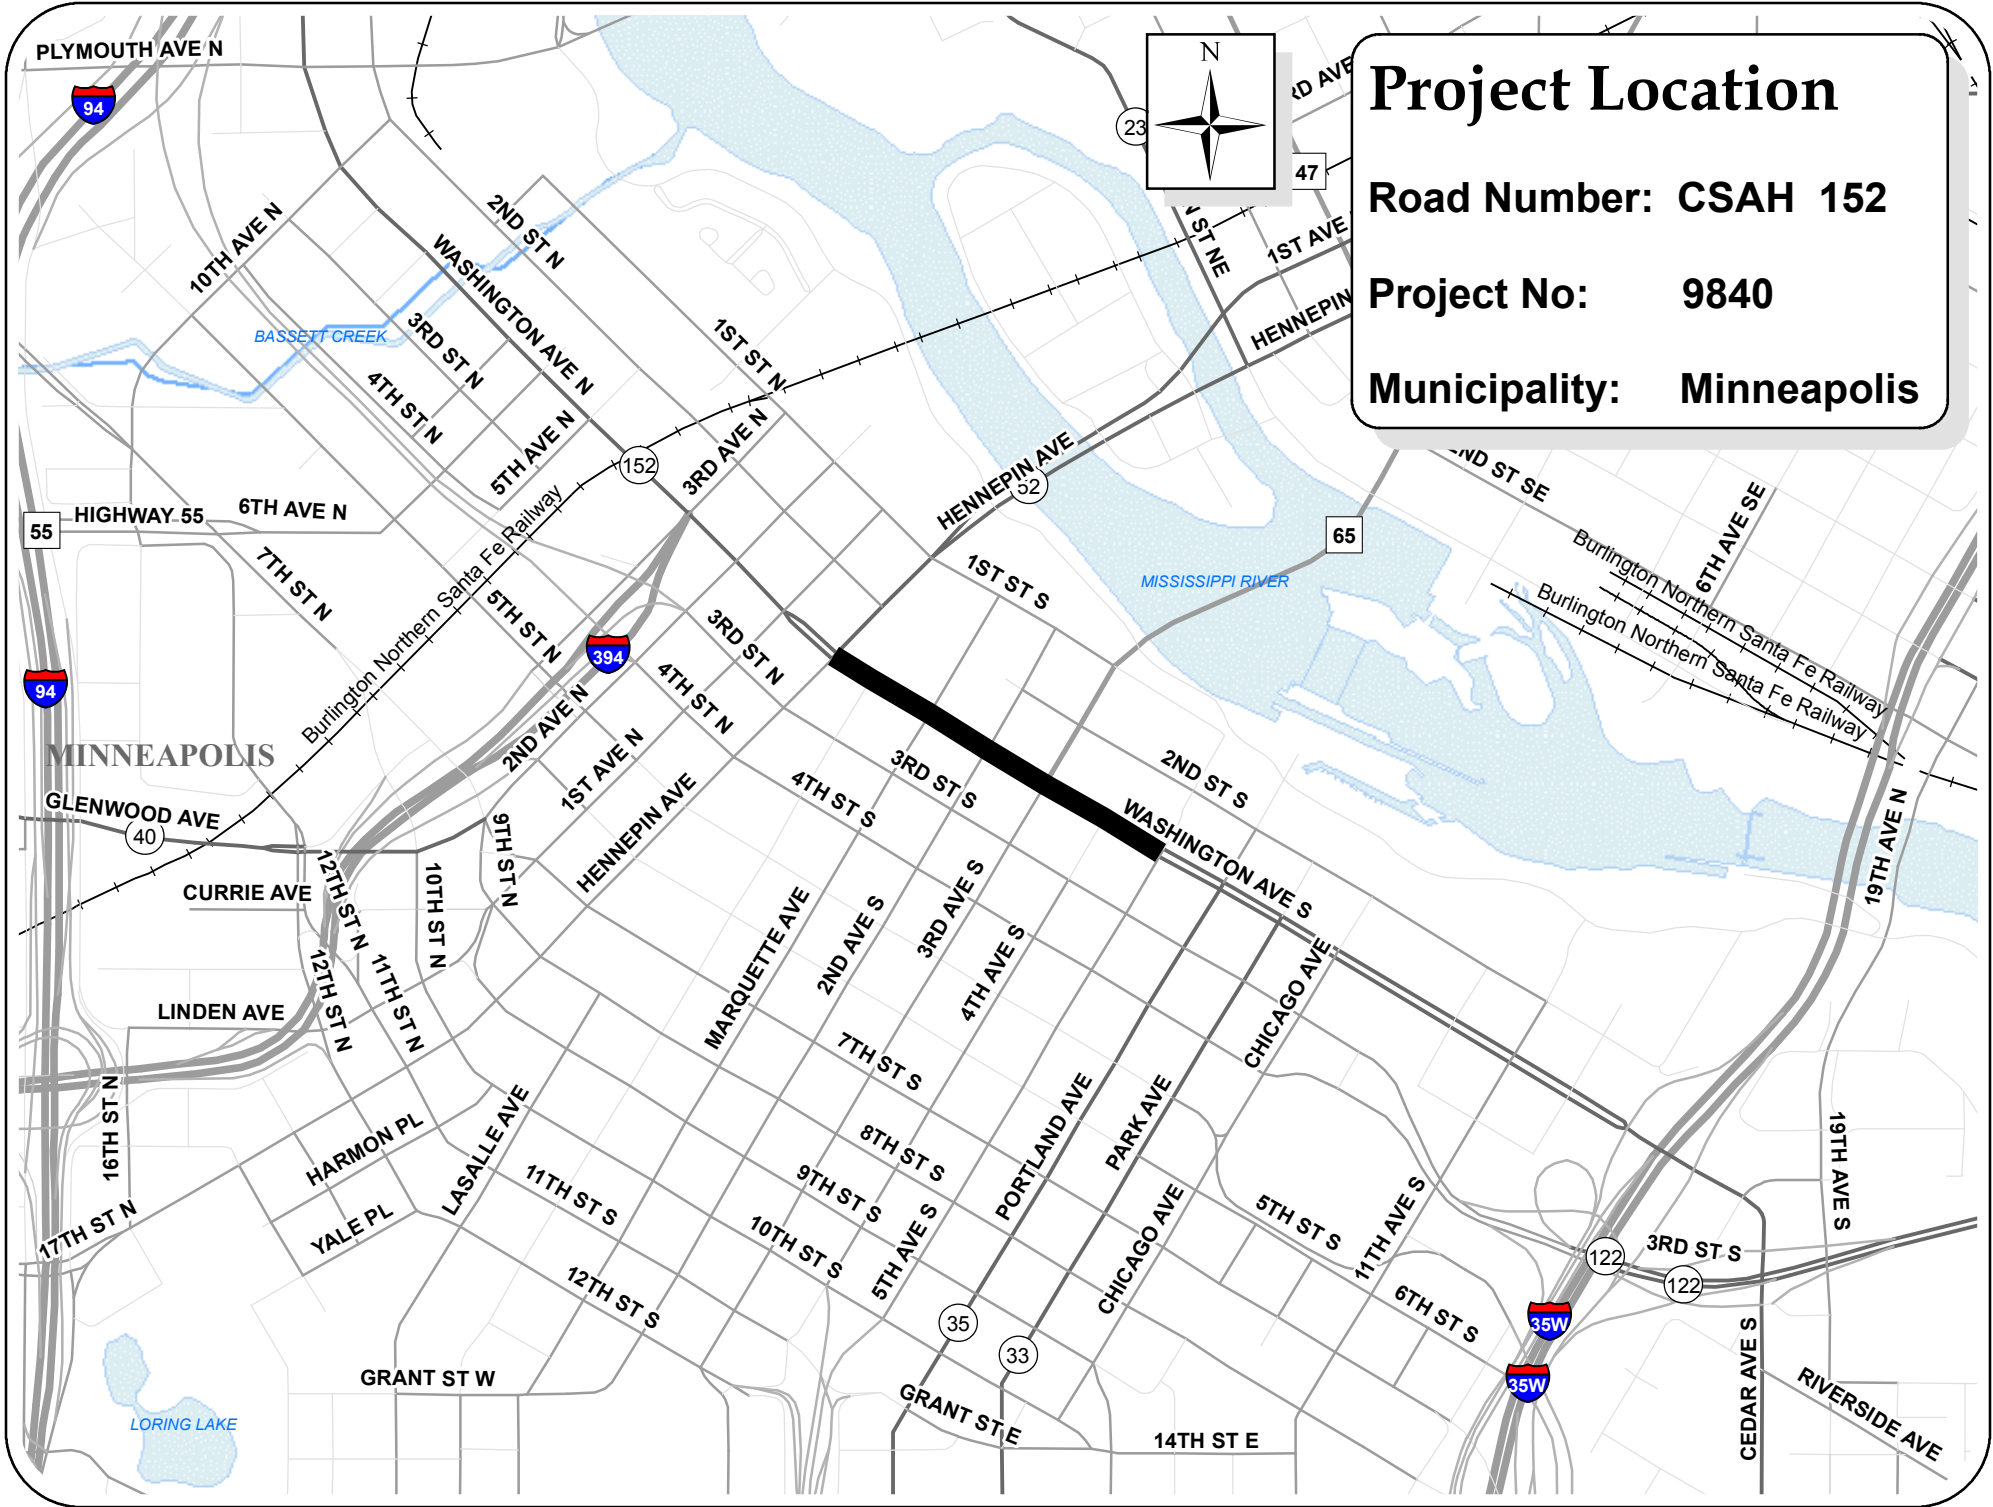 PLYMOUTH AVE N
94
N
23
RD AVE
47
Project Location
Road Number: CSAH 152
Project No: 9840
Municipality: Minneapolis
10TH AVE N
2ND ST N
WASHINGTON AVE N
BASSETT CREEK
3RD ST N
4TH ST N
1ST ST N
N ST NE
1ST AVE
HENNEPIN
5TH AVE N
152
3RD AVE N
HENNEPIN AVE
52
ND ST SE
6TH AVE SE
55
HIGHWAY 55
6TH AVE N
65
Burlington Northern Santa Fe Railway
Burlington Northern Santa Fe Railway
Burlington Northern Santa Fe Railway
7TH ST N
5TH ST N
1ST ST S
MISSISSIPPI RIVER
394
3RD ST N
4TH ST N
94
MINNEAPOLIS
2ND AVE N
1ST AVE N
HENNEPIN AVE
3RD ST S
4TH ST S
2ND ST S
WASHINGTON AVE S
19TH AVE N
GLENWOOD AVE
40
9TH ST N
12TH ST N
10TH ST N
CURRIE AVE
MARQUETTE AVE
2ND AVE S
3RD AVE S
4TH AVE S
CHICAGO AVE
12TH ST N
11TH ST N
LINDEN AVE
7TH ST S
16TH ST N
HARMON PL
LASALLE AVE
YALE PL
17TH ST N
8TH ST S
9TH ST S
10TH ST S
11TH ST S
12TH ST S
5TH AVE S
PORTLAND AVE
PARK AVE
CHICAGO AVE
5TH ST S
11TH AVE S
6TH ST S
19TH AVE S
122
3RD ST S
122
35
33
35W
35W
GRANT ST W
GRANT ST E
14TH ST E
CEDAR AVE S
RIVERSIDE AVE
LORING LAKE